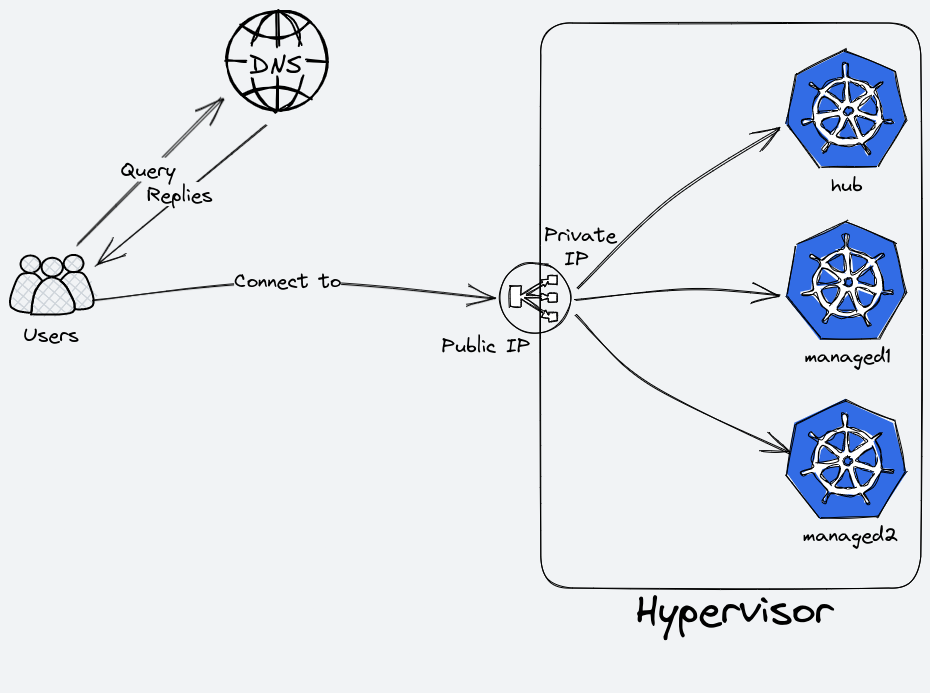 DNS
Query
Replies
Users
Connect to
Public IP
Private
IP
hub
managed1
managed2
Hypervisor